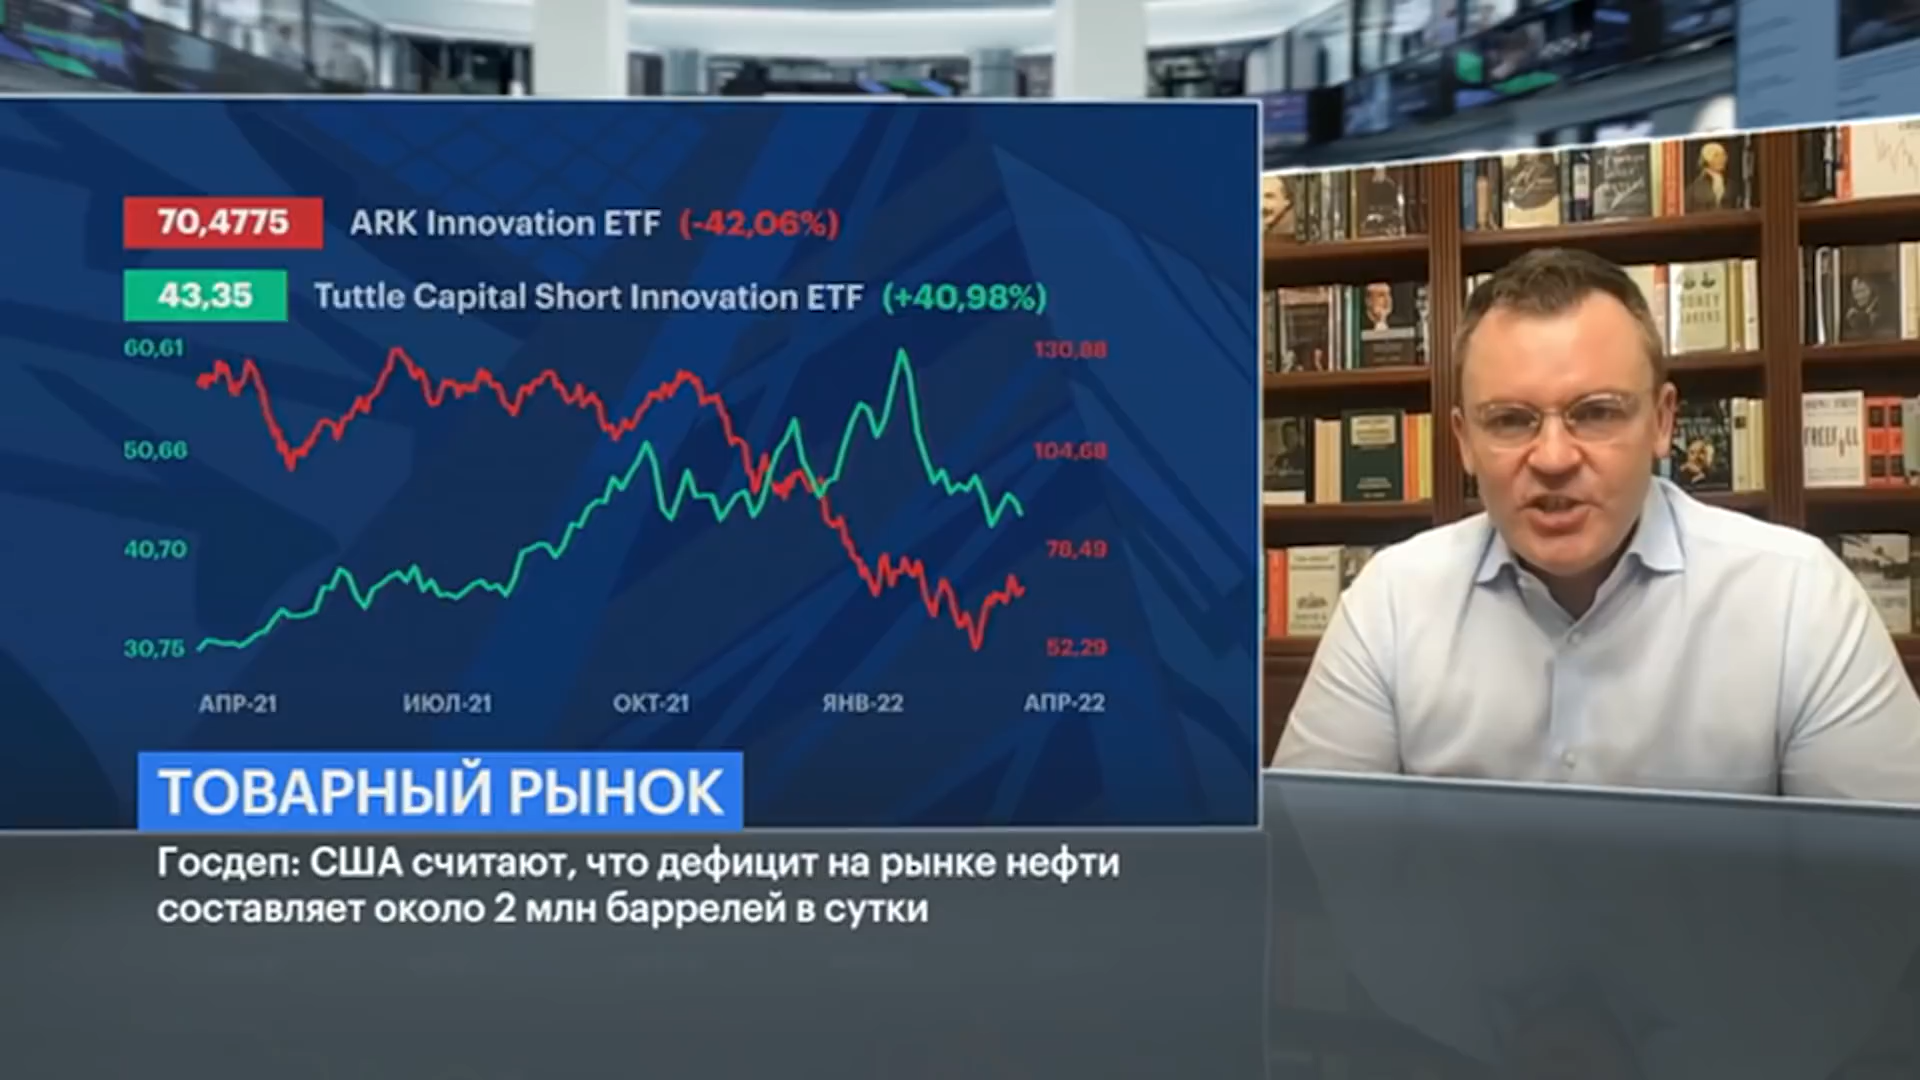 70,4775 ARK Innovation ETF (-42,06%)
43,35 Tuttle Capital Short Innovation ETF (+40,98%)
60,61 130,88
50,66 104,68
40,70 78,49
30,75 52,29
АПР-21 ИЮЛ-21 ОКТ-21 ЯНВ-22 АПР-22
ТОВАРНЫЙ РЫНОК
Госдеп: США считают, что дефицит на рынке нефти
составляет около 2 млн баррелей в сутки
FREEFALL